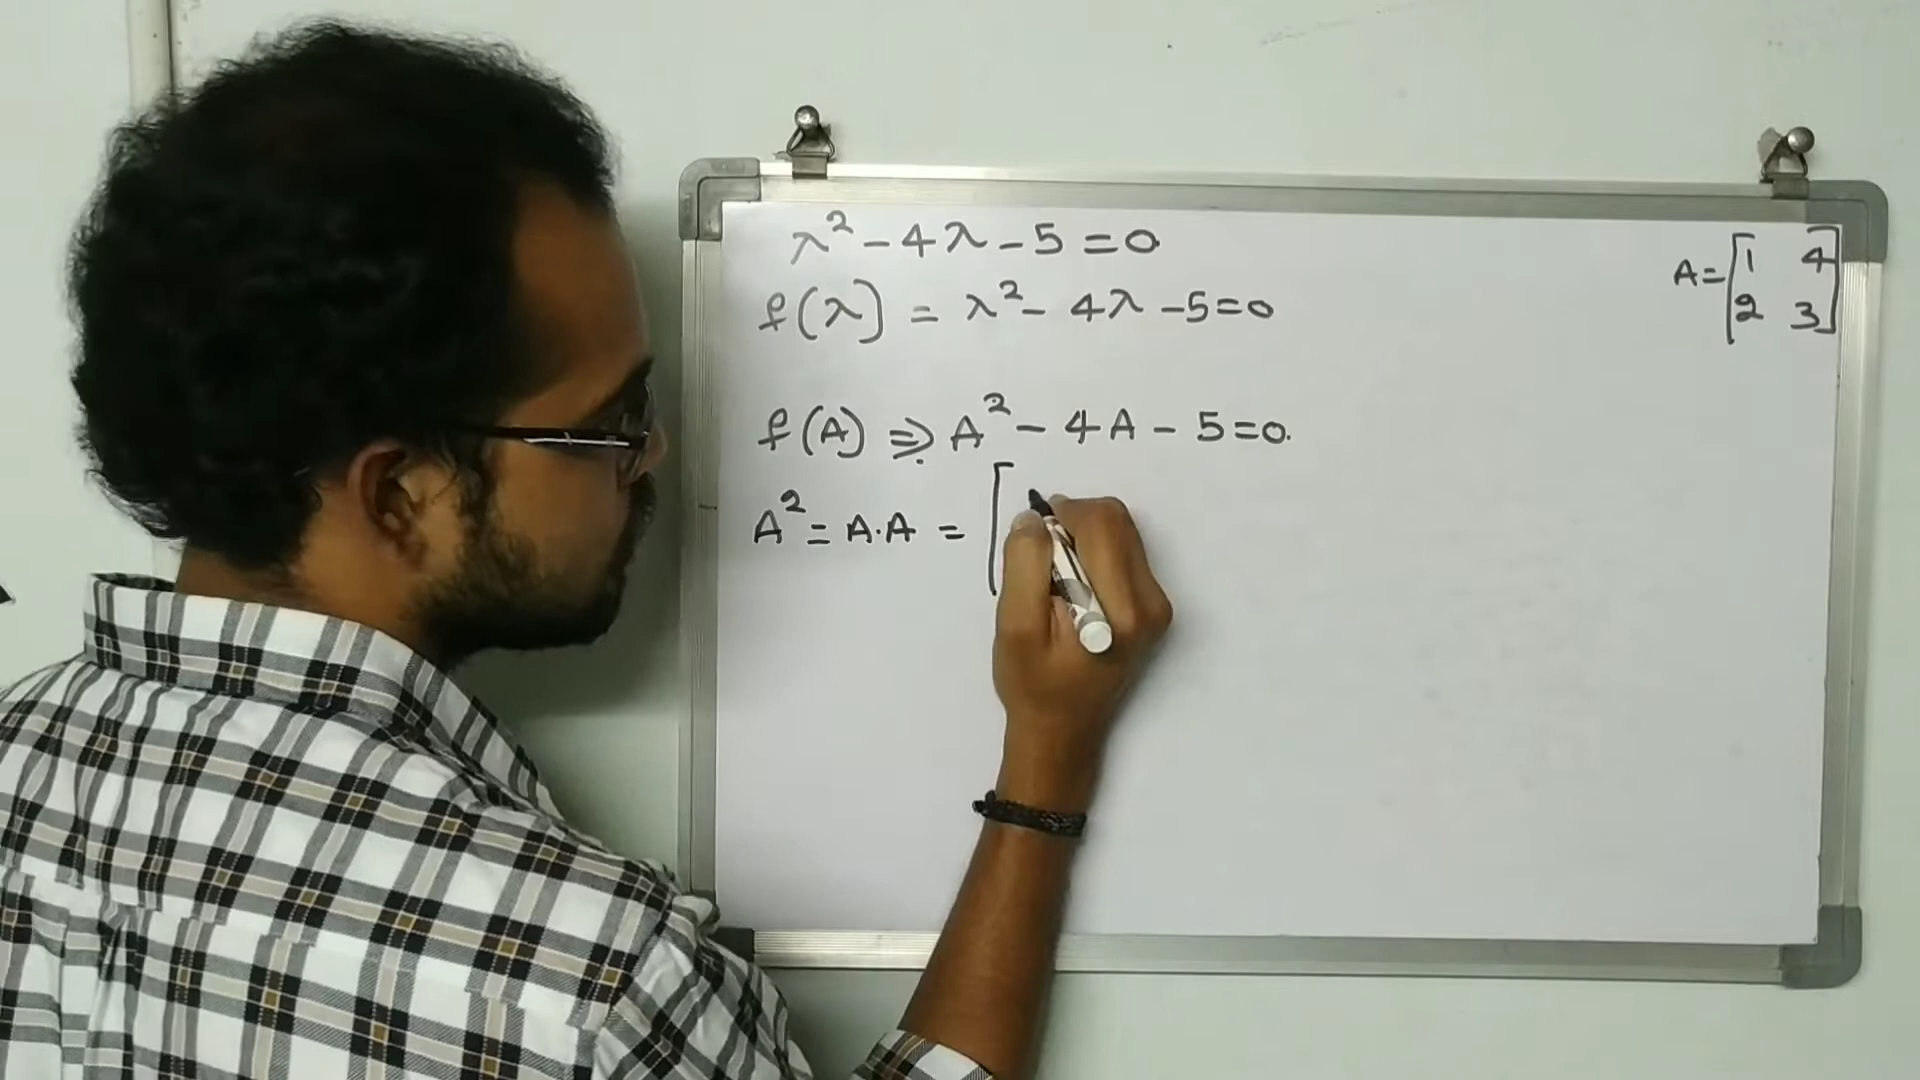 λ² - 4λ - 5 = 0
f(λ) = λ² - 4λ - 5 = 0
A = [1 4
2 3]
f(A) ⇒ A² - 4A - 5 = 0.
A² = A.A = [